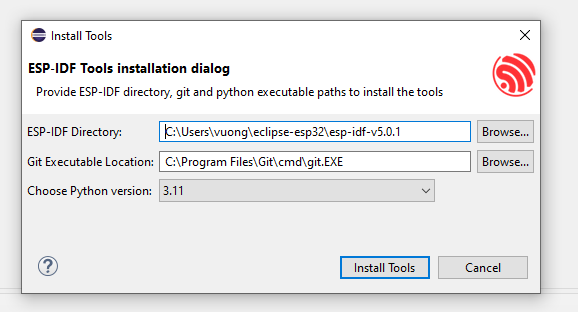 Install Tools
ESP-IDF Tools installation dialog
Provide ESP-IDF directory, git and python executable paths to install the tools
ESP-IDF Directory: C:\Users\vuong\eclipse-esp32\esp-idf-v5.0.1 Browse...
Git Executable Location: C:\Program Files\Git\cmd\git.EXE Browse...
Choose Python version: 3.11
? Install Tools Cancel